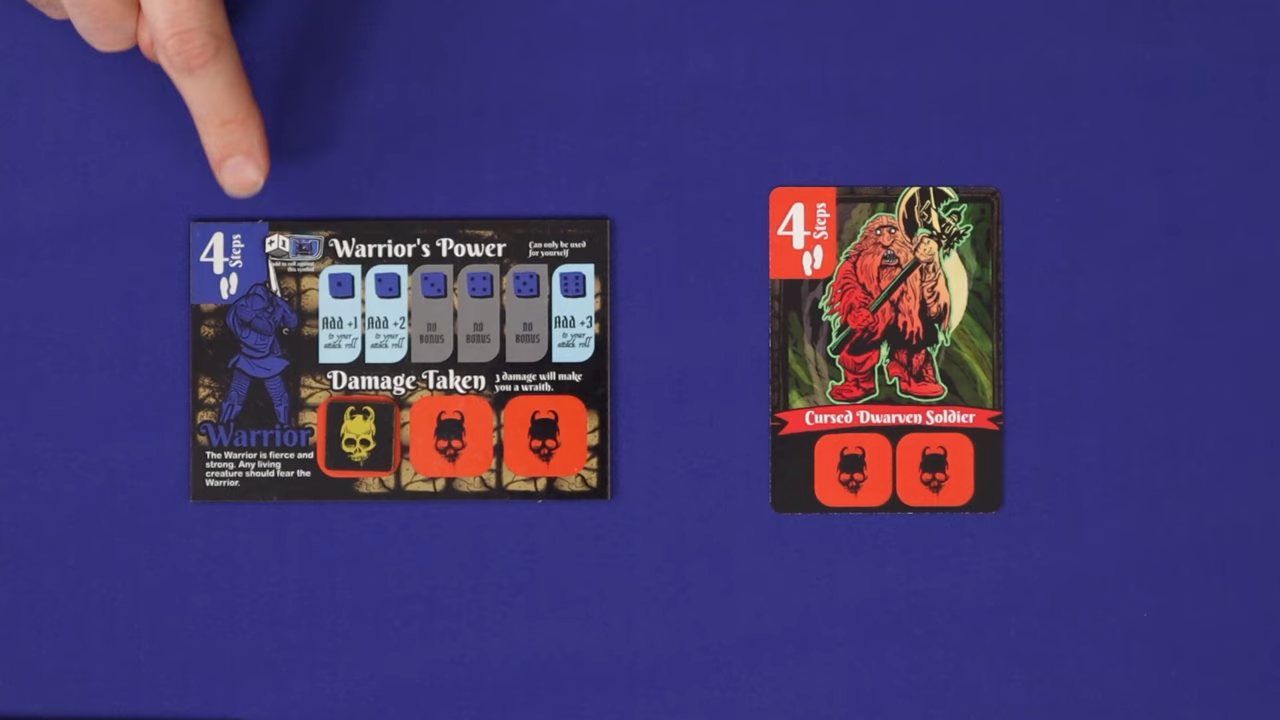 4 Steps
+1
Warrior's Power
Can only be used
for yourself
Add +1
to your
attack roll
Add +2
to your
attack roll
NO
BONUS
NO
BONUS
NO
BONUS
Add +3
to your
attack roll
Damage Taken
3 damage will make
you a wraith.
Warrior
The Warrior is fierce and
strong. Any living
creature should fear the
Warrior.
4 Steps
Cursed Dwarven Soldier